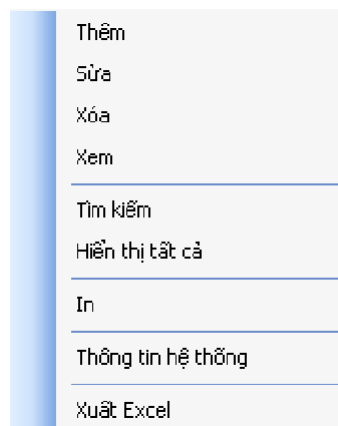 Thêm
Sửa
Xóa
Xem
Tìm kiếm
Hiển thị tất cả
In
Thông tin hệ thống
Xuất Excel